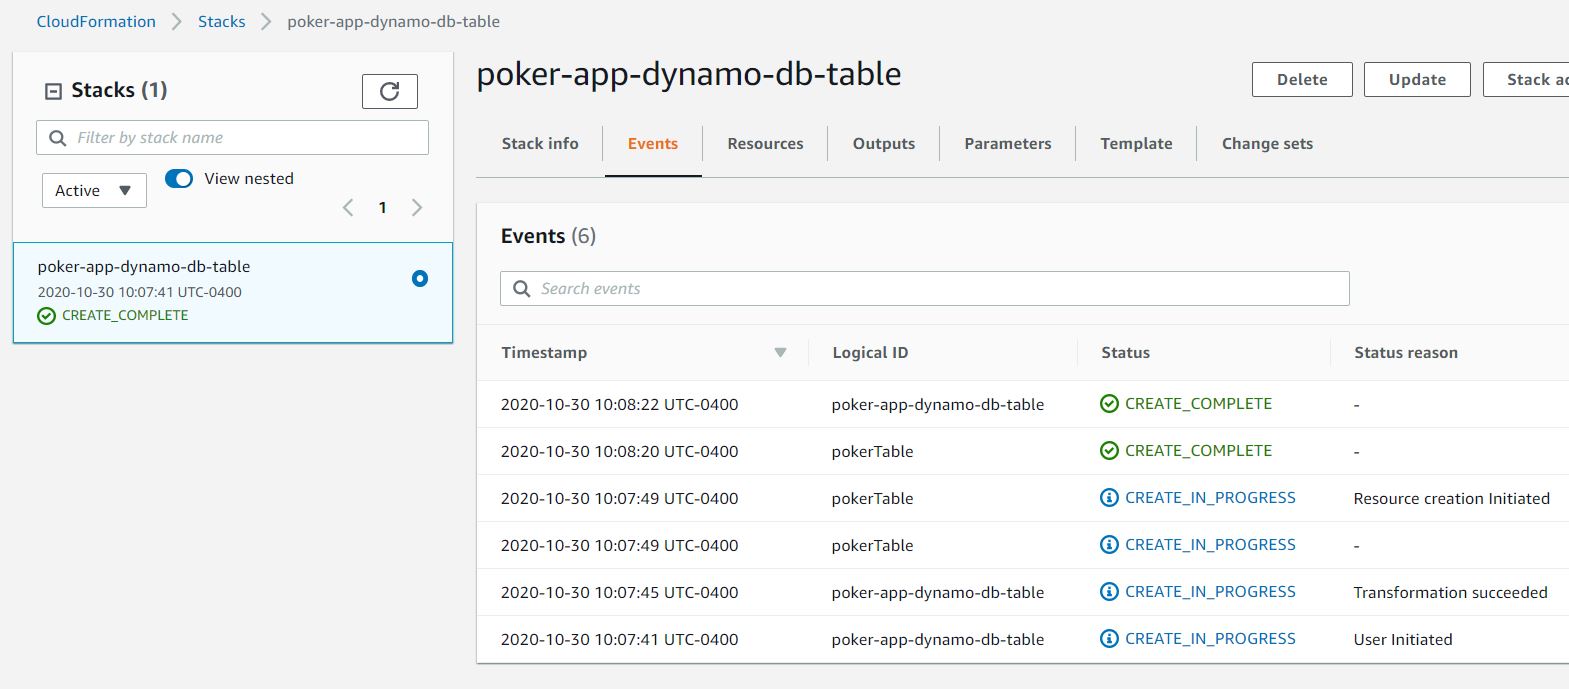 CloudFormation > Stacks > poker-app-dynamo-db-table
Stacks (1)
Filter by stack name
Active
View nested
1
poker-app-dynamo-db-table
2020-10-30 10:07:41 UTC-0400
CREATE_COMPLETE
poker-app-dynamo-db-table
Delete Update Stack ac
Stack info Events Resources Outputs Parameters Template Change sets
Events (6)
Search events
Timestamp Logical ID Status Status reason
2020-10-30 10:08:22 UTC-0400 poker-app-dynamo-db-table CREATE_COMPLETE -
2020-10-30 10:08:20 UTC-0400 pokerTable CREATE_COMPLETE -
2020-10-30 10:07:49 UTC-0400 pokerTable CREATE_IN_PROGRESS Resource creation Initiated
2020-10-30 10:07:49 UTC-0400 pokerTable CREATE_IN_PROGRESS -
2020-10-30 10:07:45 UTC-0400 poker-app-dynamo-db-table CREATE_IN_PROGRESS Transformation succeeded
2020-10-30 10:07:41 UTC-0400 poker-app-dynamo-db-table CREATE_IN_PROGRESS User Initiated